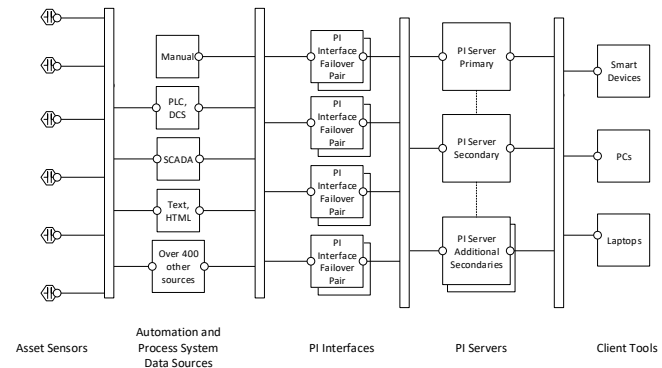 Manual
PLC,
DCS
SCADA
Text,
HTML
Over 400
other
sources
PI
Interface
Failover
Pair
PI
Interface
Failover
Pair
PI
Interface
Failover
Pair
PI
Interface
Failover
Pair
PI Server
Primary
PI Server
Secondary
PI Server
Additional
Secondaries
Smart
Devices
PCs
Laptops
Asset Sensors
Automation and
Process System
Data Sources
PI Interfaces
PI Servers
Client Tools